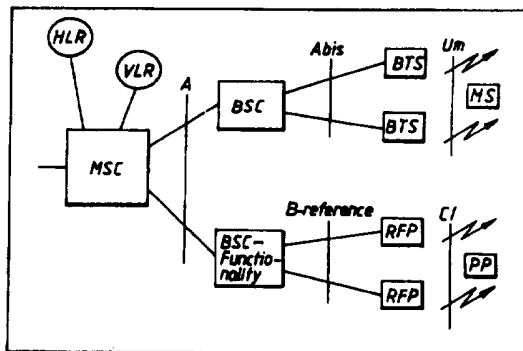 HLR
VLR
A
Abis
Um
BTS
BSC
MS
MSC
BTS
B-reference
CI
BSC-
Functio-
nality
RFP
PP
RFP